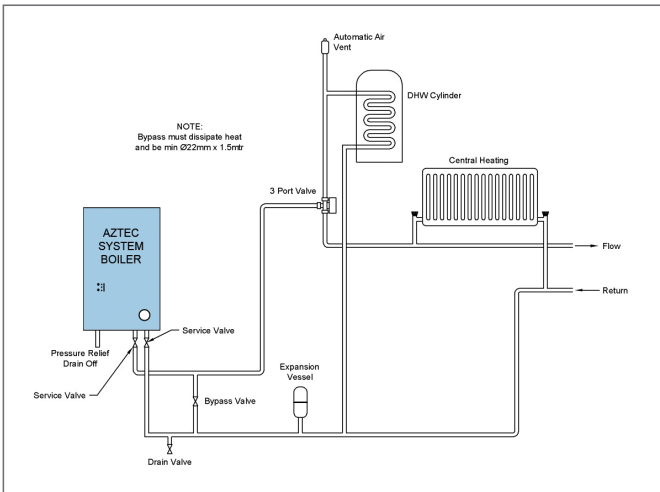 Automatic Air
Vent
DHW Cylinder
NOTE:
Bypass must dissipate heat
and be min Ø22mm x 1.5mtr
Central Heating
3 Port Valve
AZTEC
SYSTEM
BOILER
Flow
Return
Service Valve
Pressure Relief
Drain Off
Expansion
Vessel
Service Valve
Bypass Valve
Drain Valve